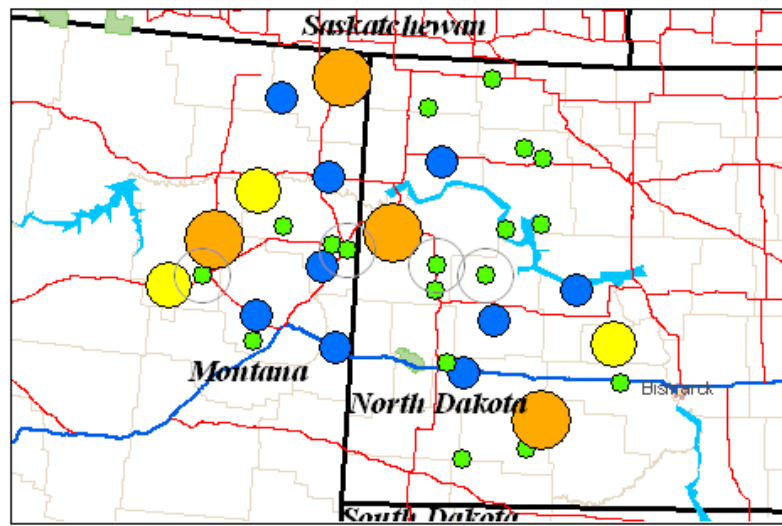 Saskatchewan
Montana
Bismarck
North Dakota
South Dakota